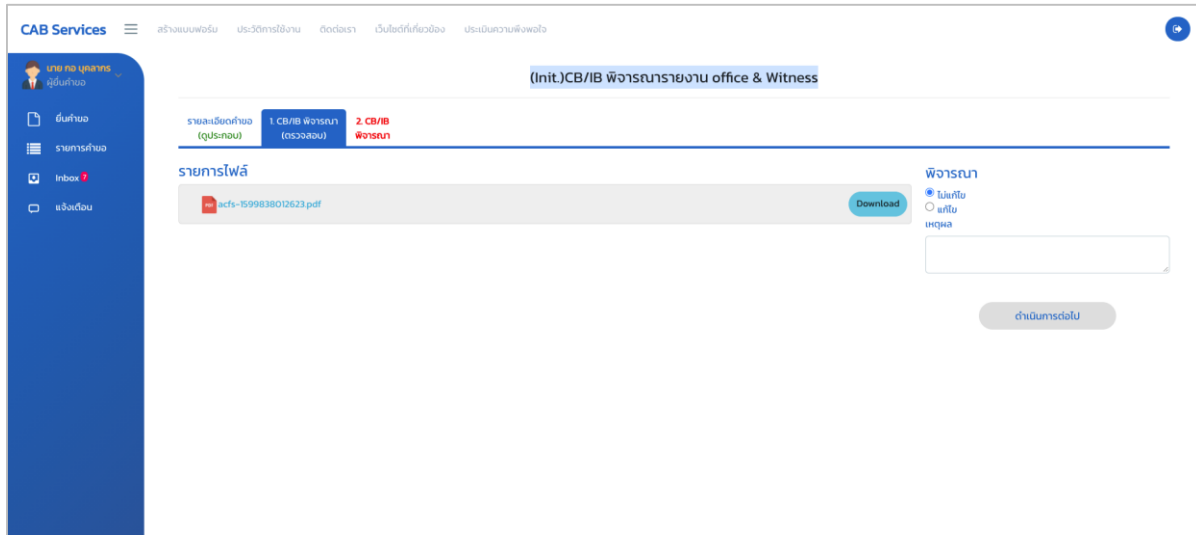 CAB Services
สร้างแบบฟอร์ม ประวัติการใช้งาน ติดต่อเรา เว็บไซต์ที่เกี่ยวข้อง ประเมินความพึงพอใจ
นาย กอ บุคลากร
ผู้ยื่นคำขอ
ยื่นคำขอ
รายการคำขอ
Inbox 7
แจ้งเตือน
(Init.)CB/IB พิจารณารายงาน office & Witness
รายละเอียดคำขอ
(ดูประกอบ)
1. CB/IB พิจารณา
(ตรวจสอบ)
2. CB/IB
พิจารณา
รายการไฟล์
PDF acfs-1599838012623.pdf Download
พิจารณา
ไม่แก้ไข
แก้ไข
เหตุผล
ดำเนินการต่อไป